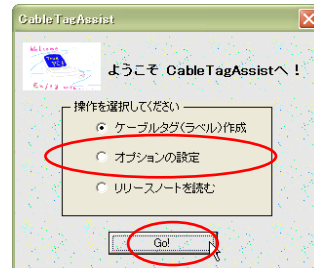 CableTagAssist
Welcome
Enjoy
ようこそ CableTagAssistへ!
操作を選択してください
ケーブルタグ(ラベル)作成
オプションの設定
リリースノートを読む
Go!